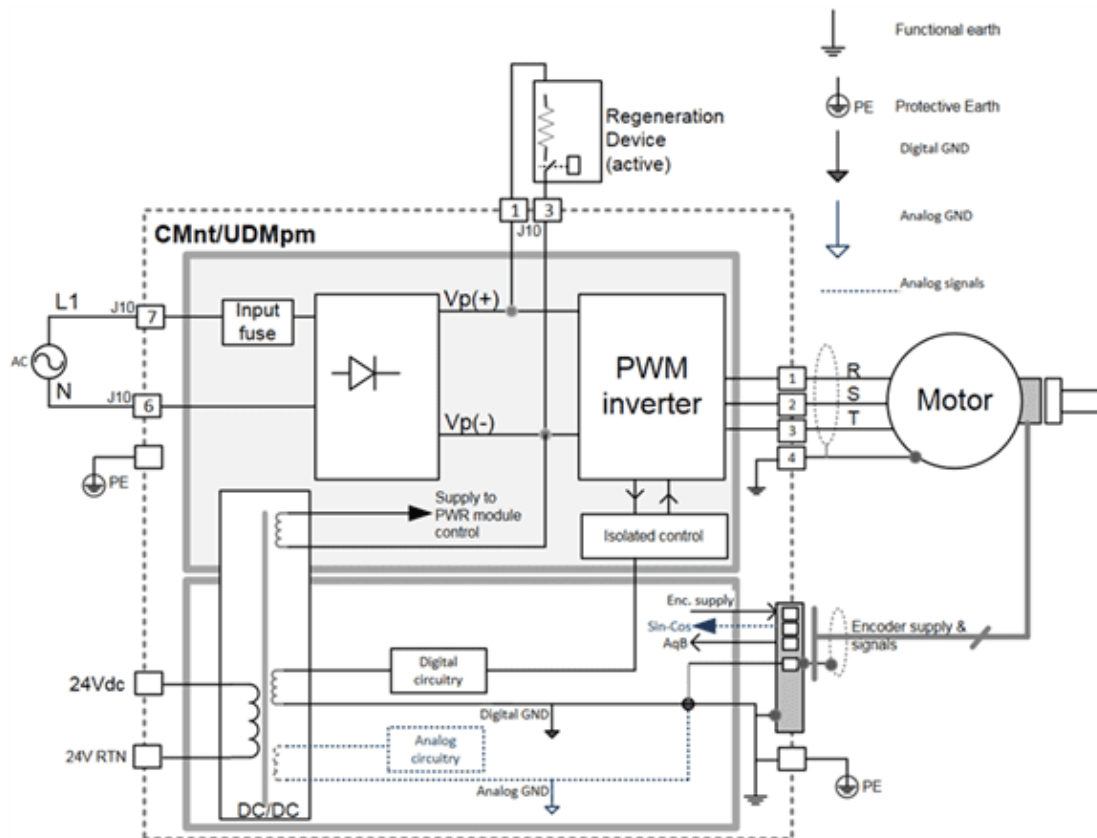 Functional earth
PE
Protective Earth
Digital GND
Analog GND
Analog signals
Regeneration
Device
(active)
1
3
J10
CMnt/UDMpm
L1
J10
7
Input
fuse
Vp(+)
AC
N
J10
6
Vp(-)
PWM
inverter
1
R
2
S
3
T
4
Motor
PE
Supply to
PWR module
control
Isolated control
Enc. supply
Sin-Cos
AqB
Encoder supply &
signals
24Vdc
Digital
circuitry
Digital GND
24V RTN
Analog
circuitry
Analog GND
PE
DC/DC